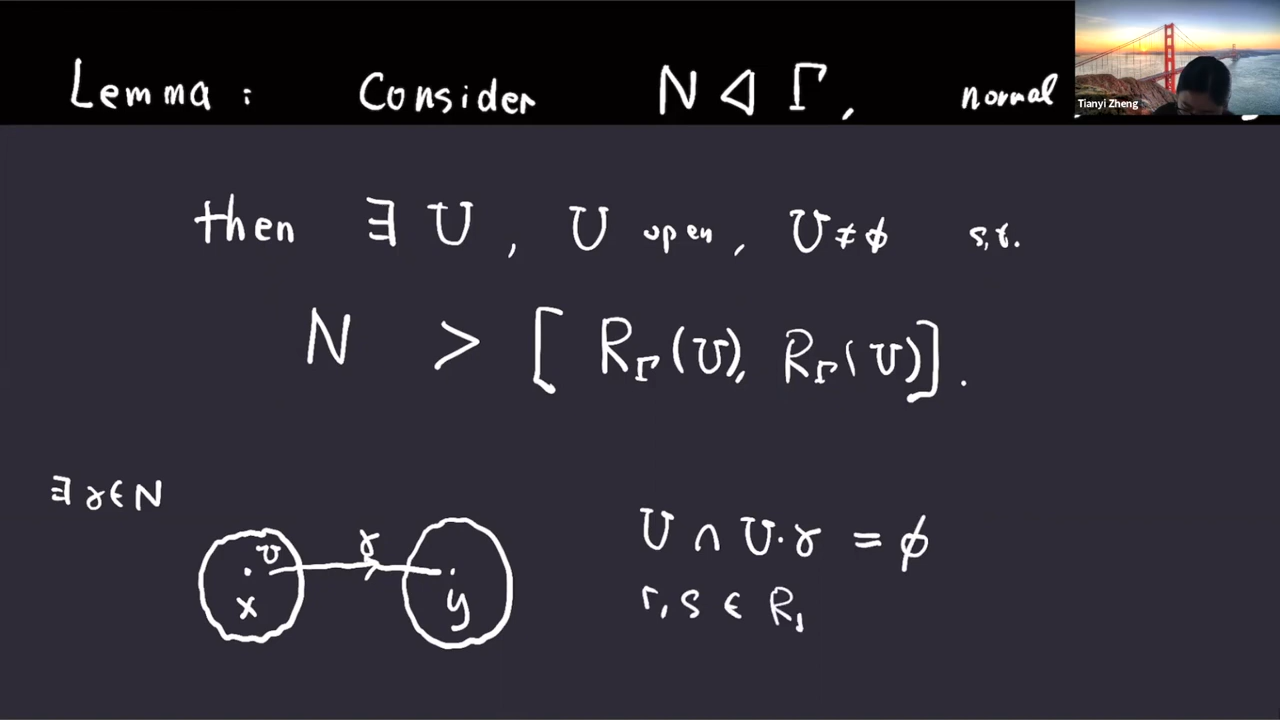 Lemma : Consider N ◁ Γ, normal
Tianyi Zheng
then ∃ U, U open, U ≠ ϕ s.t.
N > [ R_Γ(U), R_Γ(U) ].
∃ γ ∈ N
U γ
x y
U ∩ U·γ = ϕ
r, s ∈ R